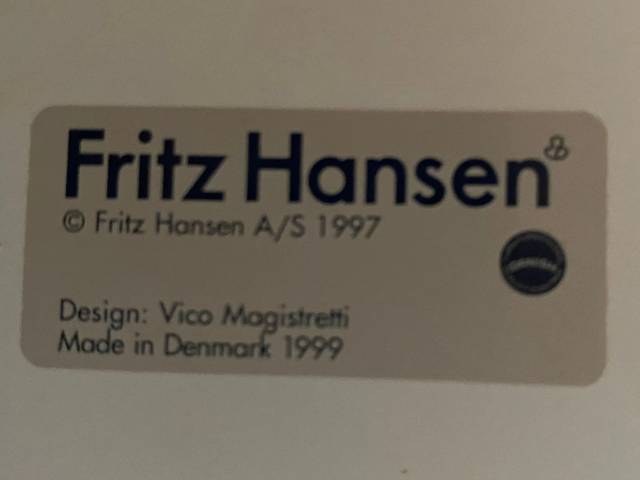 Fritz Hansen
© Fritz Hansen A/S 1997
Design: Vico Magistretti
Made in Denmark 1999